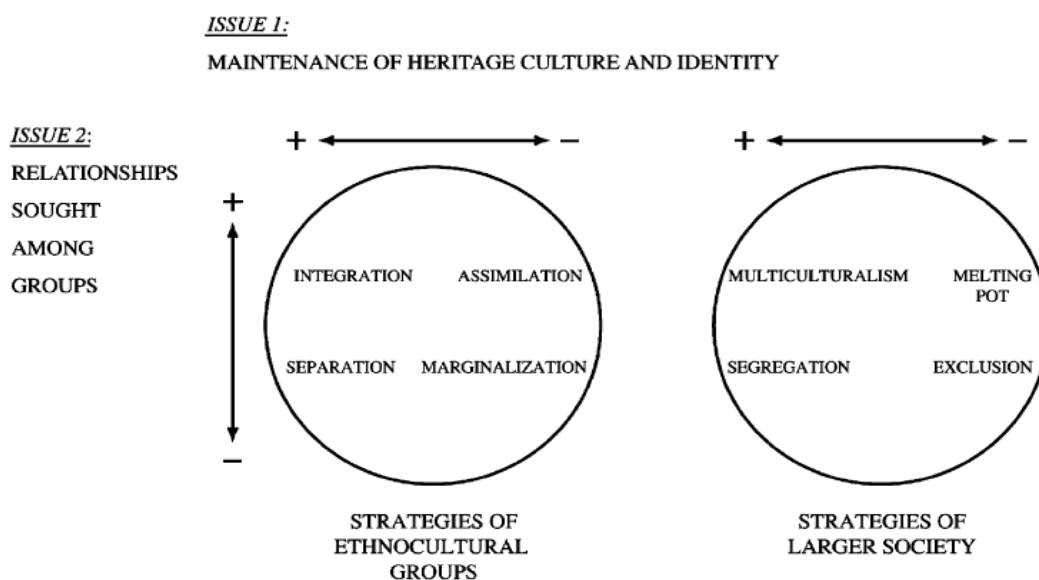 ISSUE 1:
MAINTENANCE OF HERITAGE CULTURE AND IDENTITY
ISSUE 2:
RELATIONSHIPS
SOUGHT
AMONG
GROUPS
+ −
+ −
+
−
INTEGRATION ASSIMILATION
SEPARATION MARGINALIZATION
MULTICULTURALISM MELTING
POT
SEGREGATION EXCLUSION
STRATEGIES OF
ETHNOCULTURAL
GROUPS
STRATEGIES OF
LARGER SOCIETY